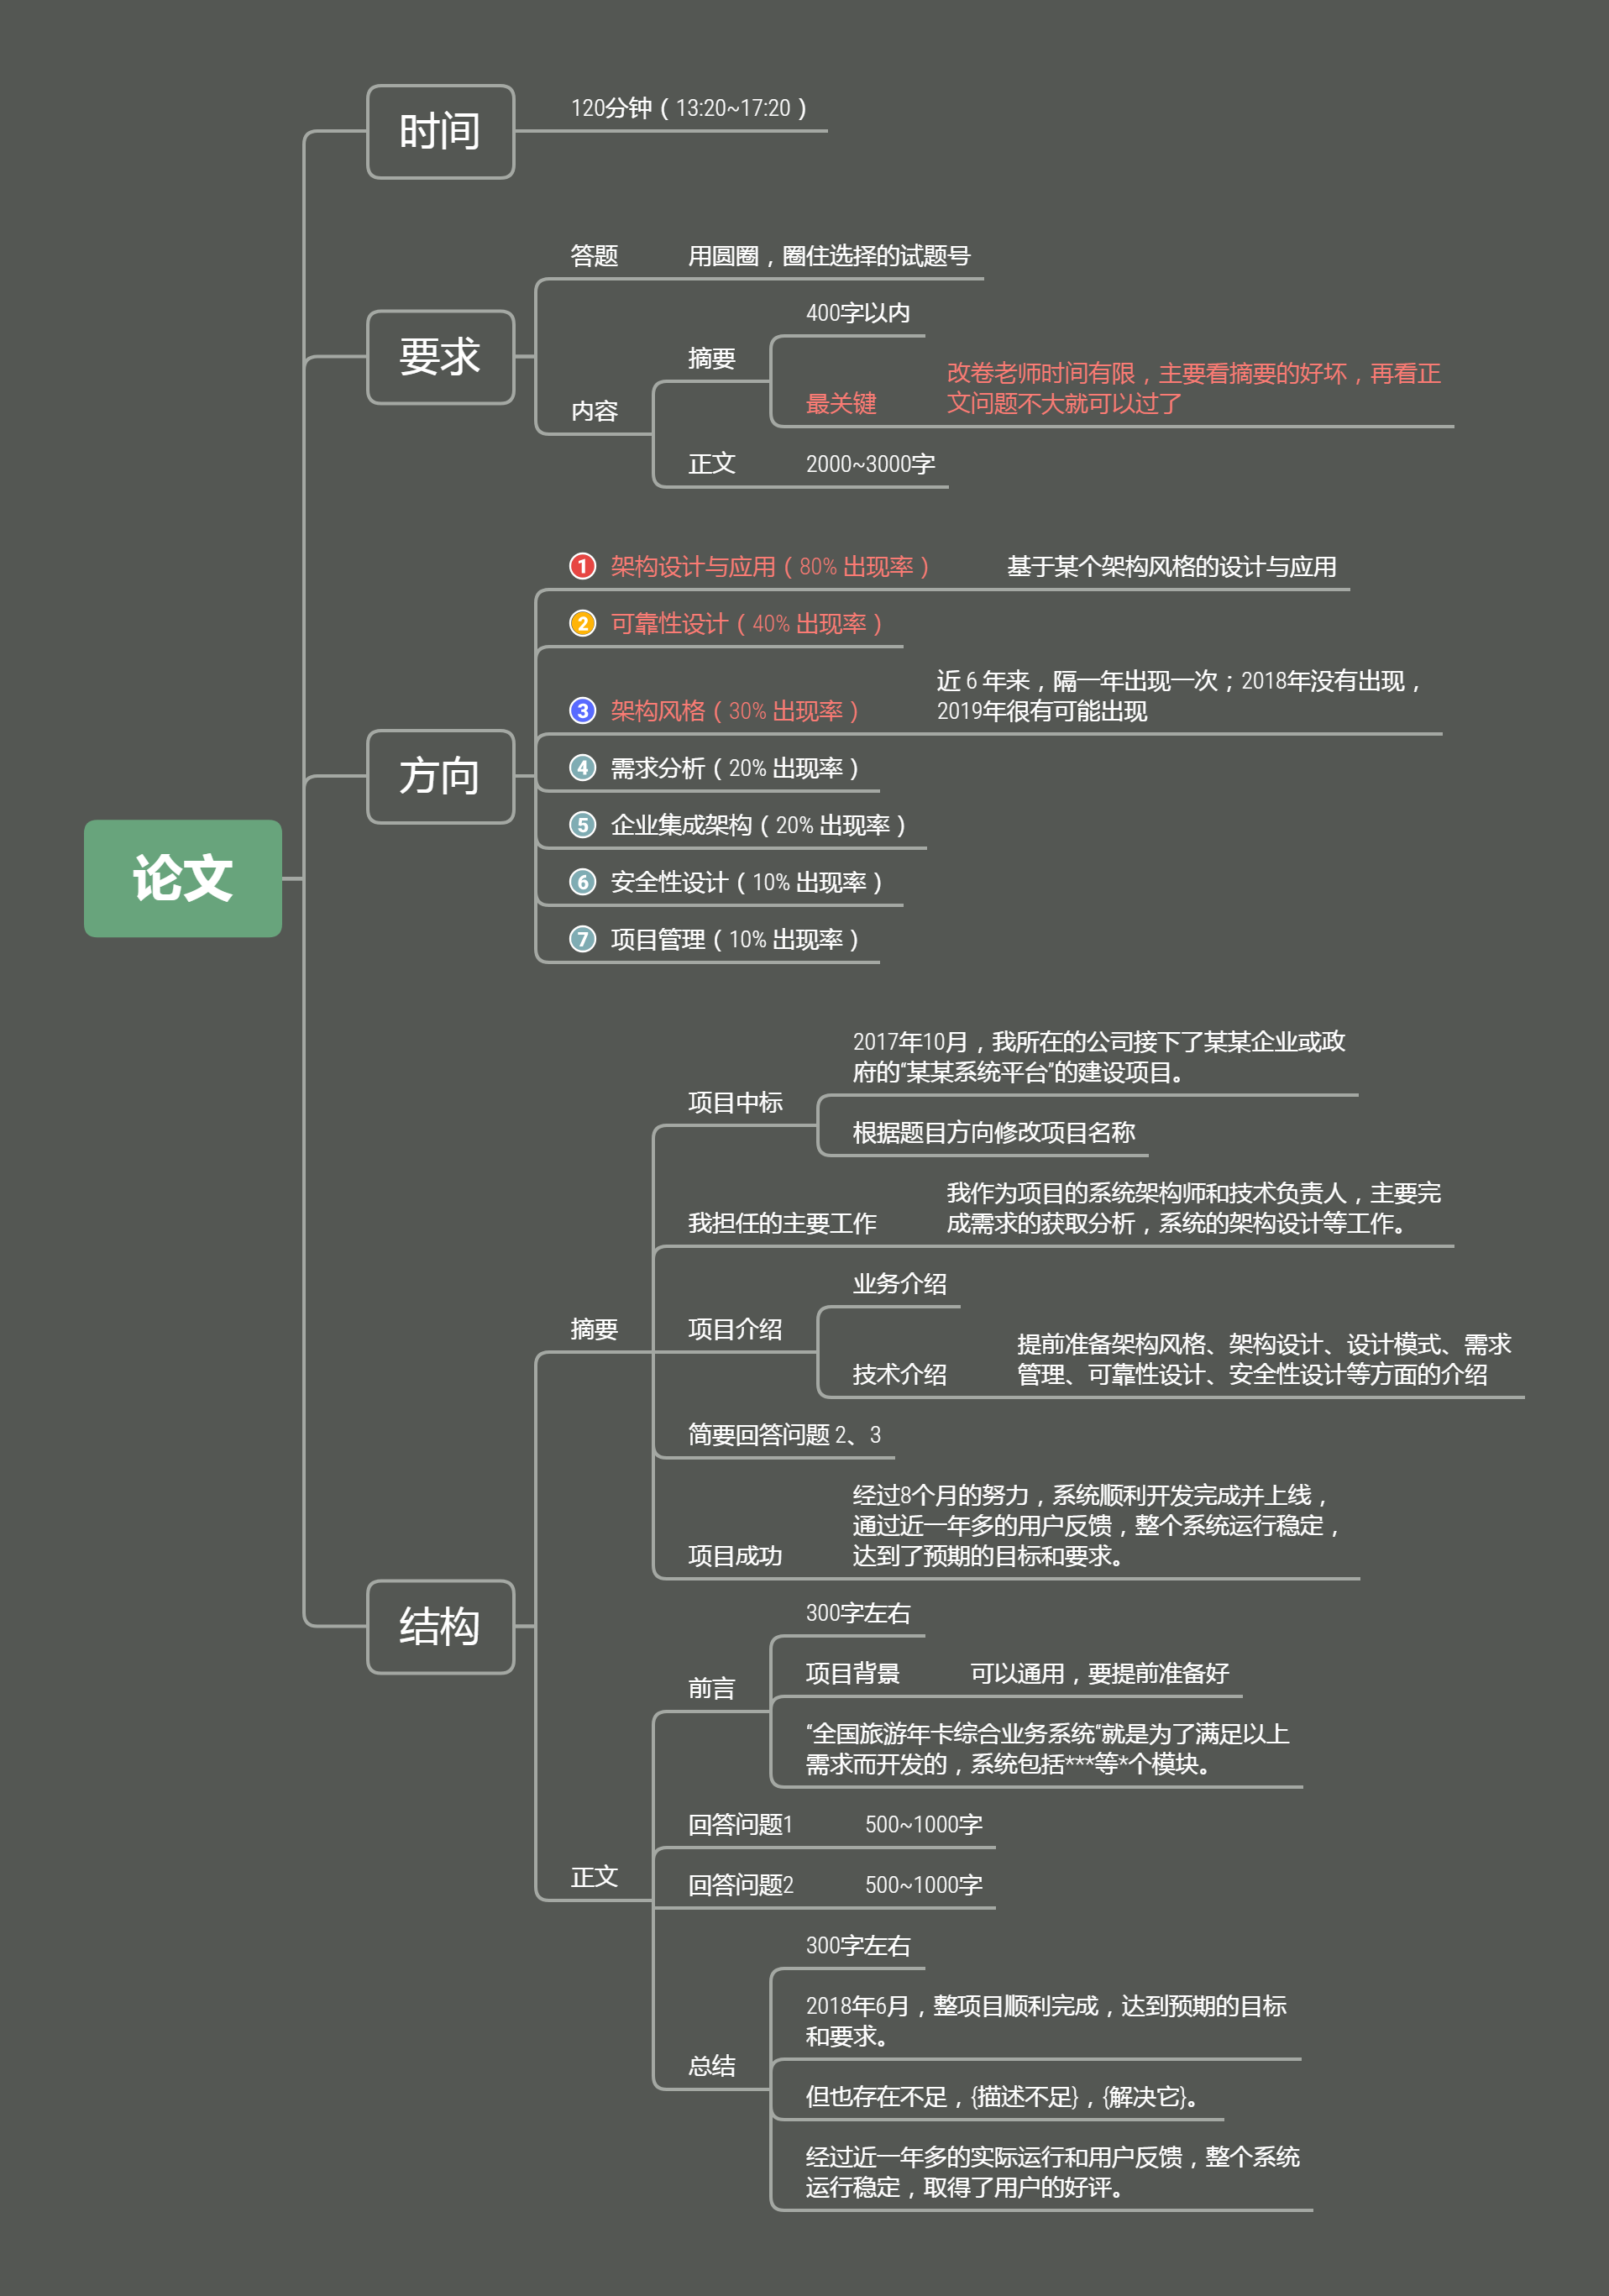 论文
时间
120分钟（13:20~17:20）
要求
答题
用圆圈，圈住选择的试题号
内容
摘要
400字以内
最关键
改卷老师时间有限，主要看摘要的好坏，再看正
文问题不大就可以过了
正文
2000~3000字
方向
1 架构设计与应用（80% 出现率）
基于某个架构风格的设计与应用
2 可靠性设计（40% 出现率）
3 架构风格（30% 出现率）
近 6 年来，隔一年出现一次；2018年没有出现，
2019年很有可能出现
4 需求分析（20% 出现率）
5 企业集成架构（20% 出现率）
6 安全性设计（10% 出现率）
7 项目管理（10% 出现率）
结构
摘要
项目中标
2017年10月，我所在的公司接下了某某企业或政
府的“某某系统平台”的建设项目。
根据题目方向修改项目名称
我担任的主要工作
我作为项目的系统架构师和技术负责人，主要完
成需求的获取分析，系统的架构设计等工作。
项目介绍
业务介绍
技术介绍
提前准备架构风格、架构设计、设计模式、需求
管理、可靠性设计、安全性设计等方面的介绍
简要回答问题 2、3
项目成功
经过8个月的努力，系统顺利开发完成并上线，
通过近一年多的用户反馈，整个系统运行稳定，
达到了预期的目标和要求。
正文
前言
300字左右
项目背景
可以通用，要提前准备好
“全国旅游年卡综合业务系统“就是为了满足以上
需求而开发的，系统包括***等*个模块。
回答问题1
500~1000字
回答问题2
500~1000字
总结
300字左右
2018年6月，整项目顺利完成，达到预期的目标
和要求。
但也存在不足，{描述不足}，{解决它}。
经过近一年多的实际运行和用户反馈，整个系统
运行稳定，取得了用户的好评。